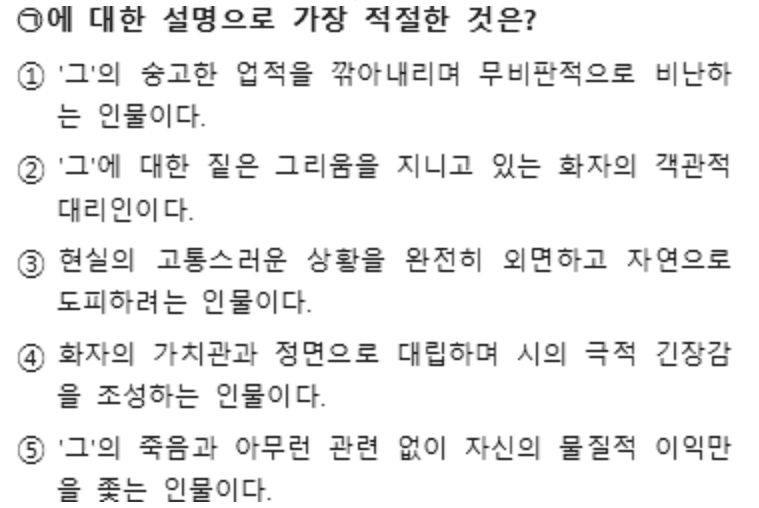 ㉠에 대한 설명으로 가장 적절한 것은?
① '그'의 숭고한 업적을 깎아내리며 무비판적으로 비난하
는 인물이다.
② '그'에 대한 짙은 그리움을 지니고 있는 화자의 객관적
대리인이다.
③ 현실의 고통스러운 상황을 완전히 외면하고 자연으로
도피하려는 인물이다.
④ 화자의 가치관과 정면으로 대립하며 시의 극적 긴장감
을 조성하는 인물이다.
⑤ '그'의 죽음과 아무런 관련 없이 자신의 물질적 이익만
을 좇는 인물이다.